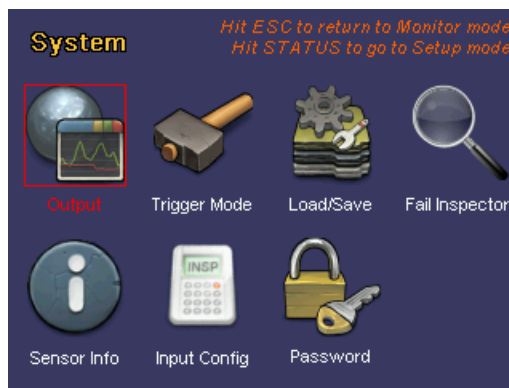 System
Hit ESC to return to Monitor mode
Hit STATUS to go to Setup mode
Output
Trigger Mode
Load/Save
Fail Inspector
INSP
Sensor Info
Input Config
Password